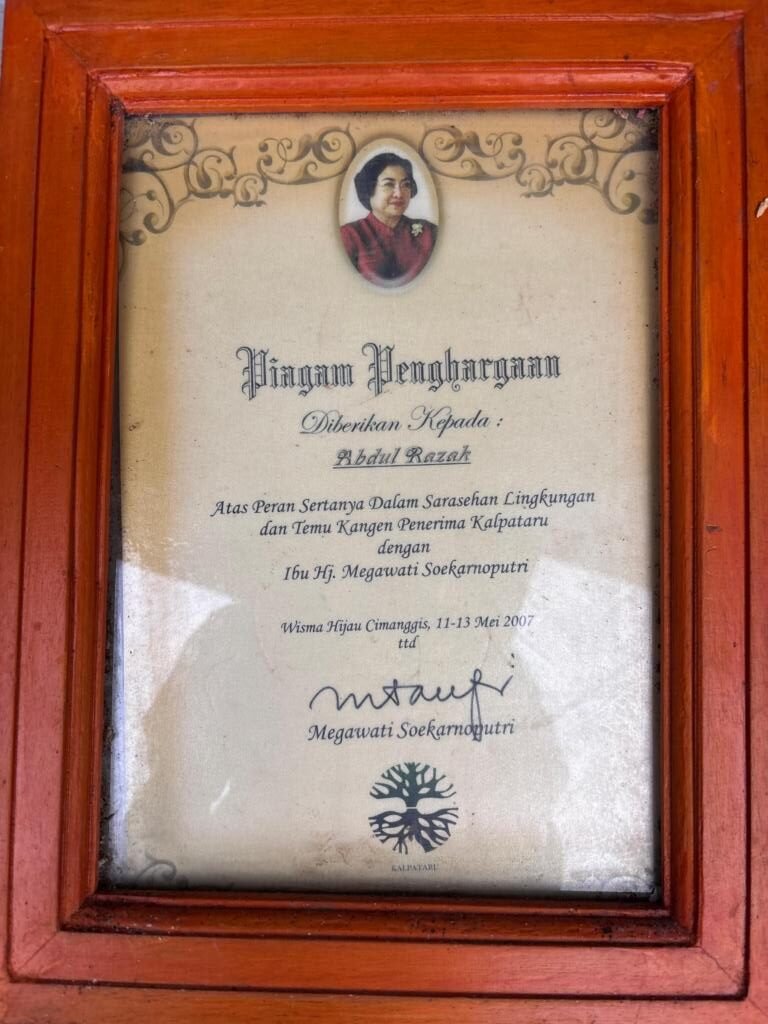 Piagam Penghargaan
Diberikan Kepada :
Abdul Razak
Atas Peran Sertanya Dalam Sarasehan Lingkungan
dan Temu Kangen Penerima Kalpataru
dengan
Ibu Hj. Megawati Soekarnoputri
Wisma Hijau Cimanggis, 11-13 Mei 2007
ttd
Megawati Soekarnoputri
KALPATARU